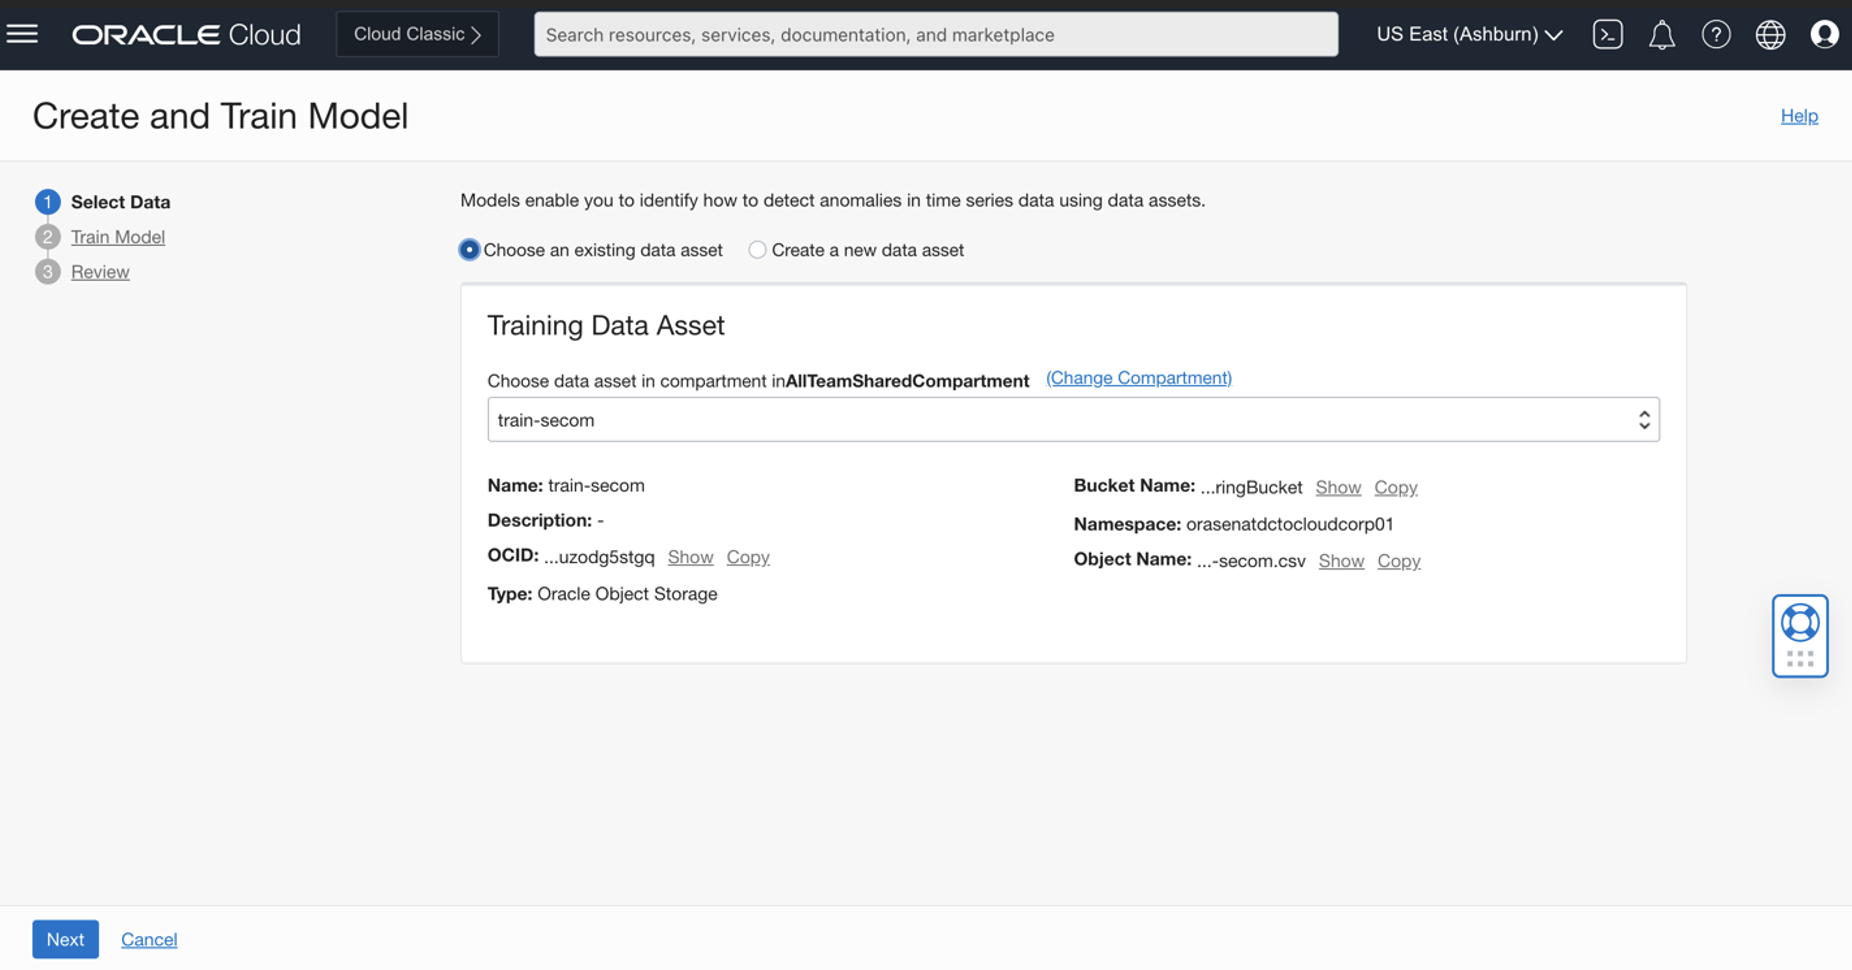 ORACLE Cloud
Cloud Classic
Search resources, services, documentation, and marketplace
US East (Ashburn)
Create and Train Model
Help
1 Select Data
2 Train Model
3 Review
Models enable you to identify how to detect anomalies in time series data using data assets.
Choose an existing data asset
Create a new data asset
Training Data Asset
Choose data asset in compartment inAllTeamSharedCompartment (Change Compartment)
train-secom
Name: train-secom
Description: -
OCID: ...uzodg5stgq Show Copy
Type: Oracle Object Storage
Bucket Name: ...ringBucket Show Copy
Namespace: orasenatdctocloudcorp01
Object Name: ...-secom.csv Show Copy
Next
Cancel